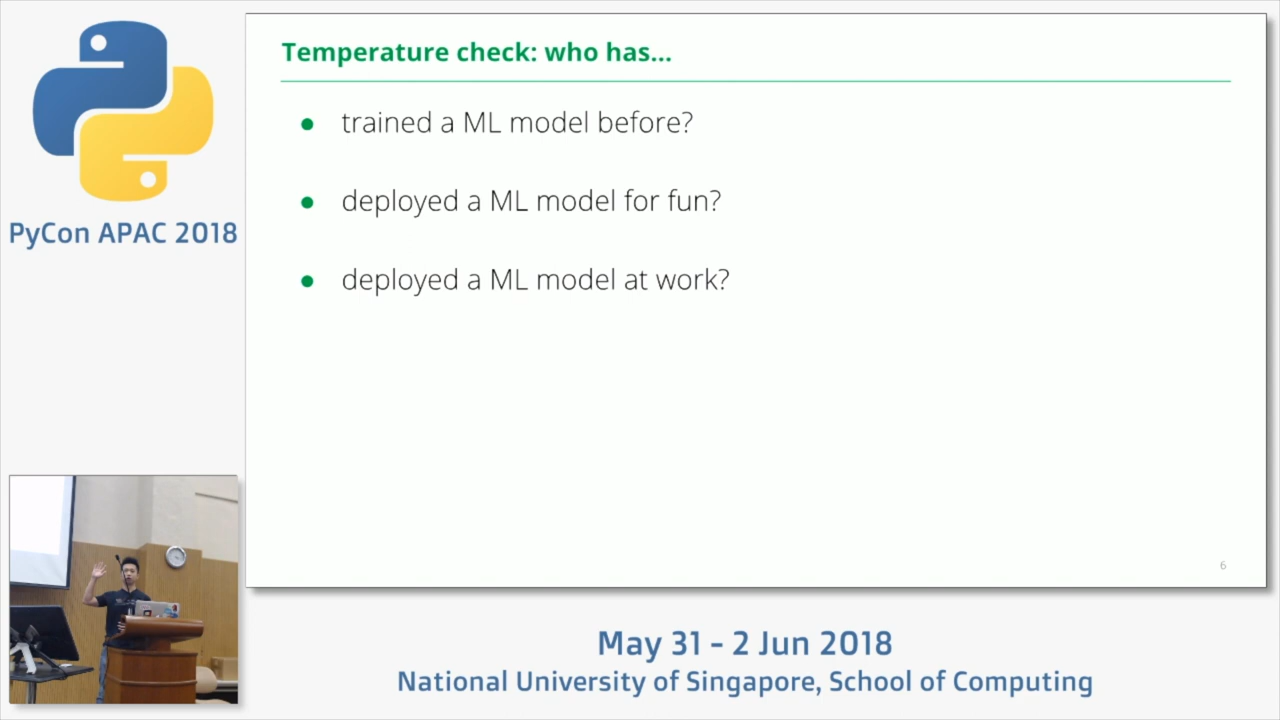 Temperature check: who has...
● trained a ML model before?
● deployed a ML model for fun?
● deployed a ML model at work?
6
PyCon APAC 2018
May 31 - 2 Jun 2018
National University of Singapore, School of Computing